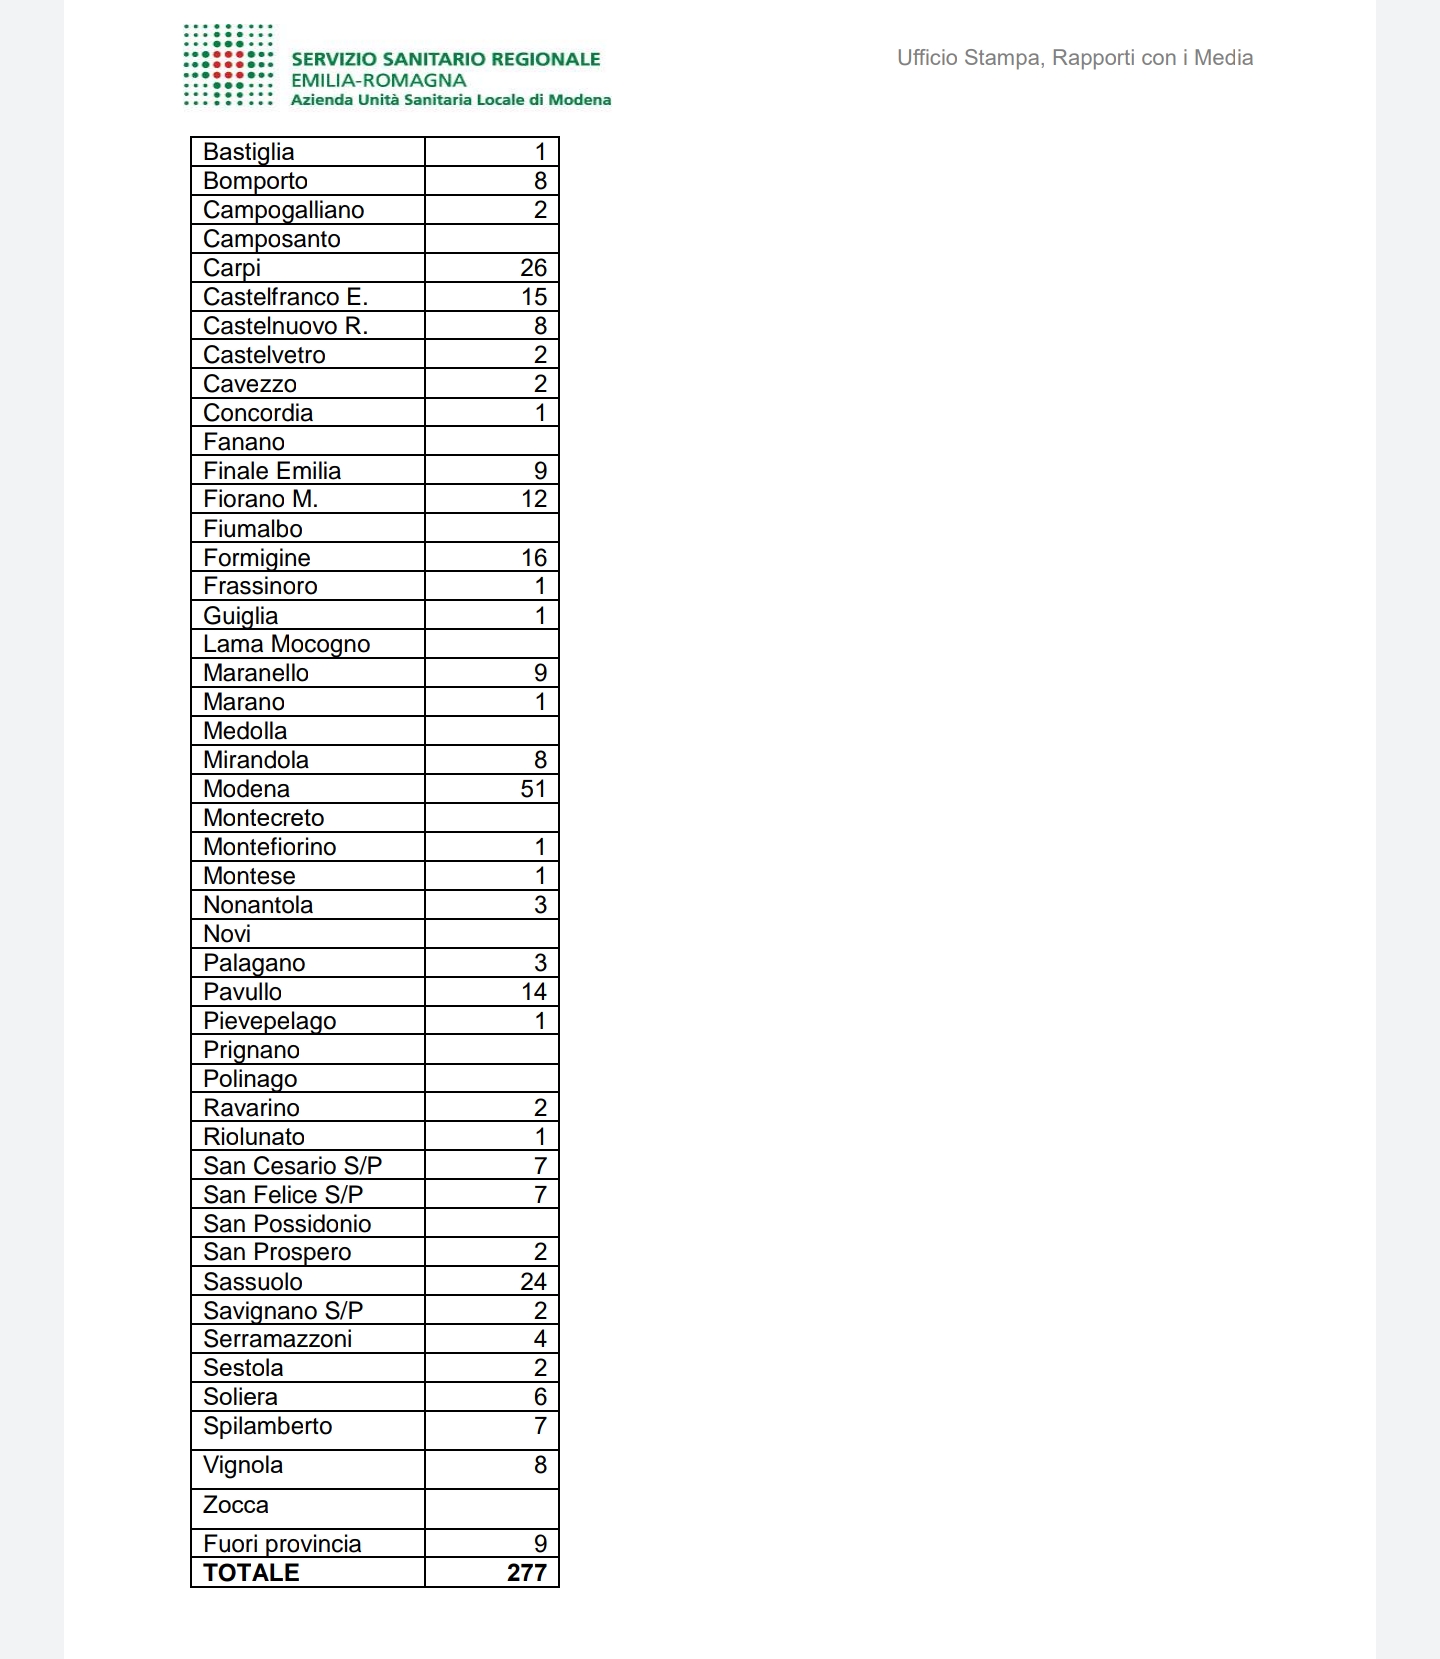 SERVIZIO SANITARIO REGIONALE
EMILIA-ROMAGNA
Azienda Unità Sanitaria Locale di Modena
Ufficio Stampa, Rapporti con i Media
Bastiglia 1
Bomporto 8
Campogalliano 2
Camposanto
Carpi 26
Castelfranco E. 15
Castelnuovo R. 8
Castelvetro 2
Cavezzo 2
Concordia 1
Fanano
Finale Emilia 9
Fiorano M. 12
Fiumalbo
Formigine 16
Frassinoro 1
Guiglia 1
Lama Mocogno
Maranello 9
Marano 1
Medolla
Mirandola 8
Modena 51
Montecreto
Montefiorino 1
Montese 1
Nonantola 3
Novi
Palagano 3
Pavullo 14
Pievepelago 1
Prignano
Polinago
Ravarino 2
Riolunato 1
San Cesario S/P 7
San Felice S/P 7
San Possidonio
San Prospero 2
Sassuolo 24
Savignano S/P 2
Serramazzoni 4
Sestola 2
Soliera 6
Spilamberto 7
Vignola 8
Zocca
Fuori provincia 9
TOTALE 277